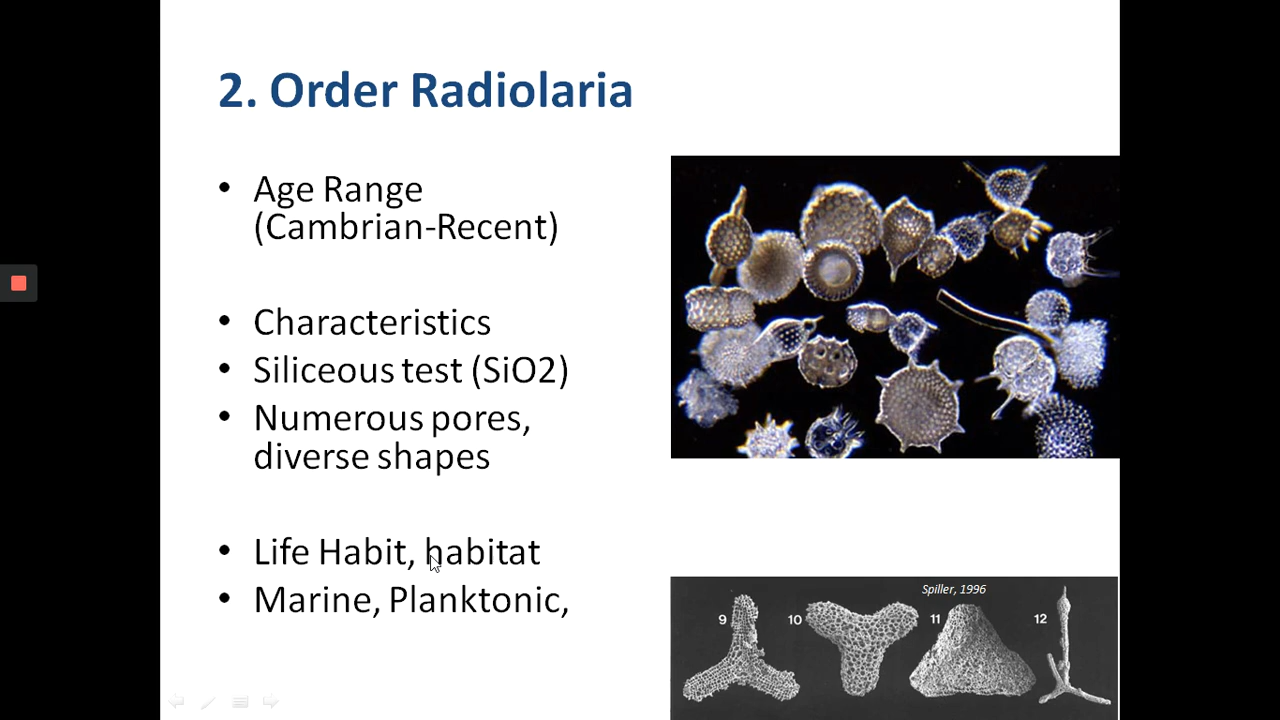 2. Order Radiolaria
• Age Range
(Cambrian-Recent)
• Characteristics
• Siliceous test (SiO2)
• Numerous pores,
diverse shapes
• Life Habit, habitat
• Marine, Planktonic,
Spiller, 1996
9 10 11 12